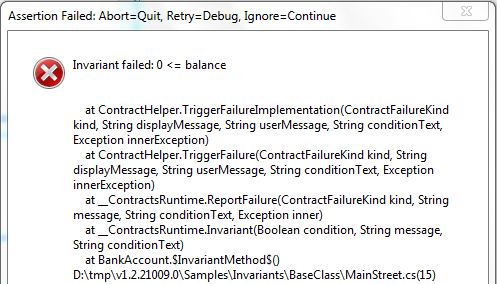 Assertion Failed: Abort=Quit, Retry=Debug, Ignore=Continue
Invariant failed: 0 <= balance
at ContractHelper.TriggerFailureImplementation(ContractFailureKind
kind, String displayMessage, String userMessage, String conditionText,
Exception innerException)
at ContractHelper.TriggerFailure(ContractFailureKind kind, String
displayMessage, String userMessage, String conditionText, Exception
innerException)
at __ContractsRuntime.ReportFailure(ContractFailureKind kind, String
message, String conditionText, Exception inner)
at __ContractsRuntime.Invariant(Boolean condition, String message,
String conditionText)
at BankAccount.$InvariantMethod$()
D:\tmp\v1.2.21009.0\Samples\Invariants\BaseClass\MainStreet.cs(15)